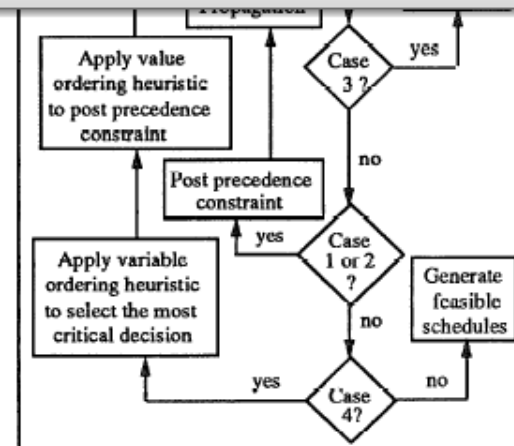 Propagation
Case
3 ?
yes
Apply value
ordering heuristic
to post precedence
constraint
no
Post precedence
constraint
yes
Case
1 or 2
?
Apply variable
ordering heuristic
to select the most
critical decision
Generate
feasible
schedules
no
yes
Case
4?
no